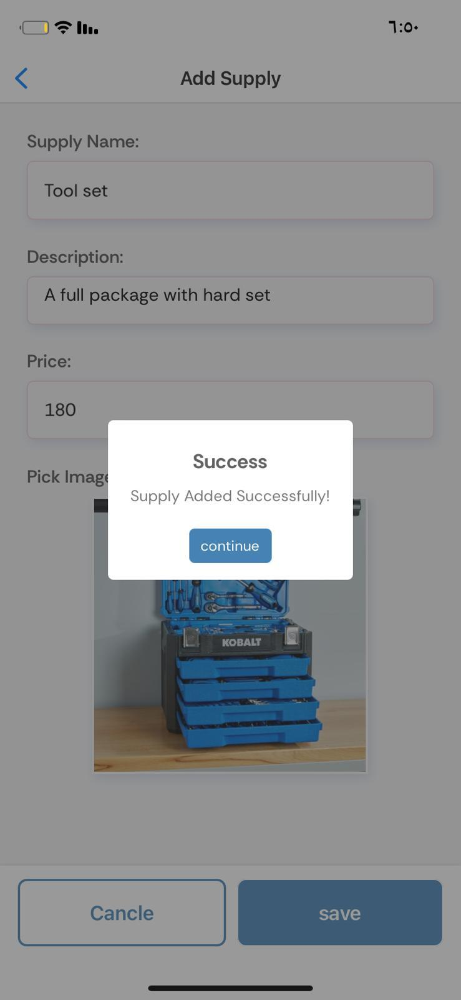 ٦:٥٠
Add Supply
Supply Name:
Tool set
Description:
A full package with hard set
Price:
180
Pick Image
Success
Supply Added Successfully!
continue
KOBALT
Cancle
save